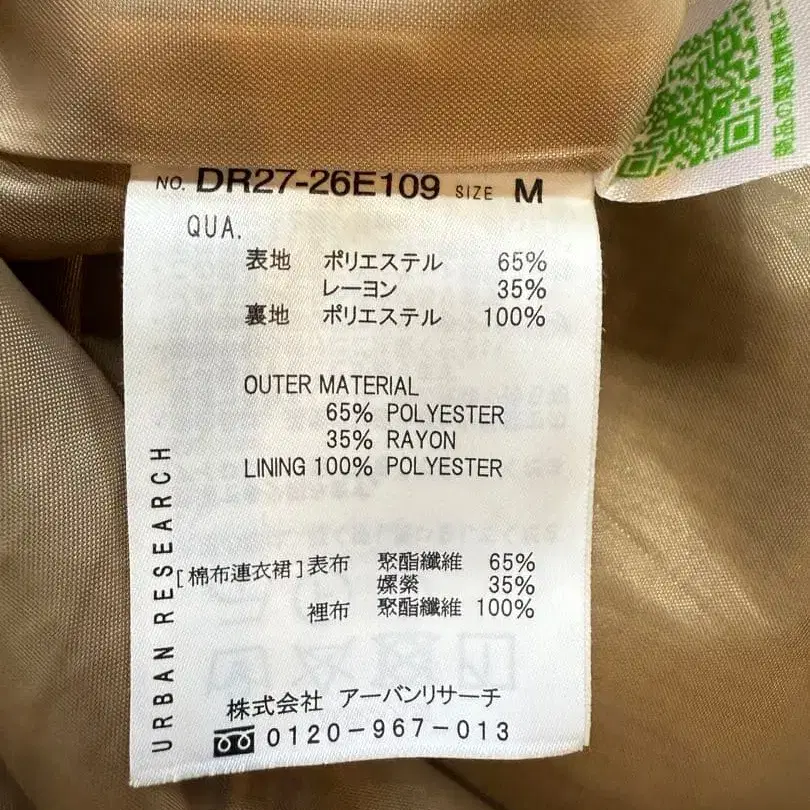 NO. DR27-26E109 SIZE M
QUA.
表地 ポリエステル 65%
レーヨン 35%
裏地 ポリエステル 100%
OUTER MATERIAL
65% POLYESTER
35% RAYON
LINING 100% POLYESTER
[棉布連衣裙]表布 聚酯纖維 65%
嫘縈 35%
裡布 聚酯纖維 100%
URBAN RESEARCH
株式会社 アーバンリサーチ
0120-967-013